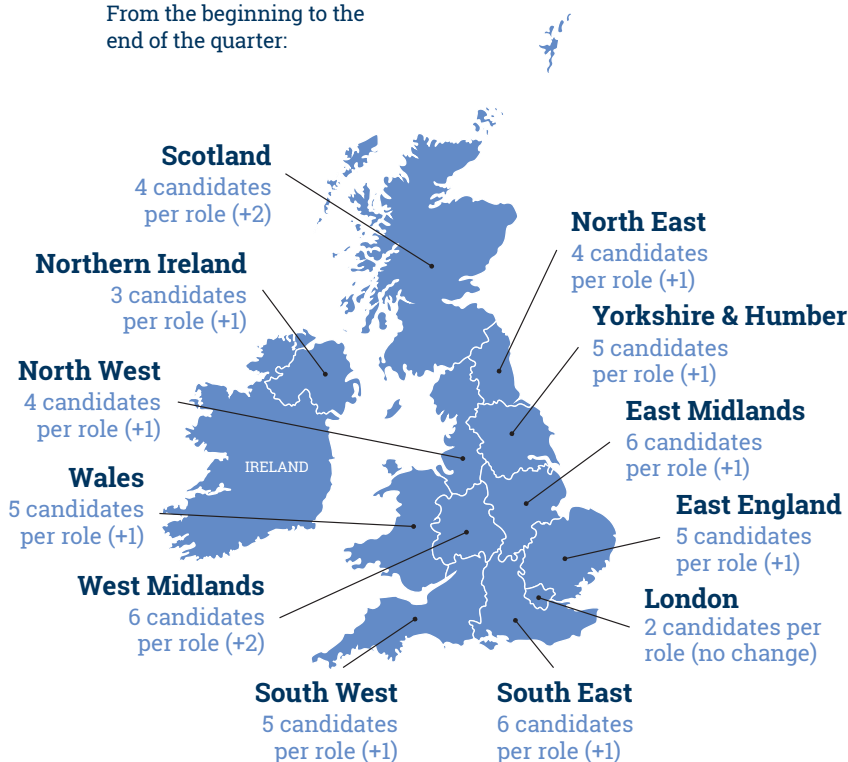 From the beginning to the
end of the quarter:
Scotland
4 candidates
per role (+2)
Northern Ireland
3 candidates
per role (+1)
North West
4 candidates
per role (+1)
Wales
5 candidates
per role (+1)
West Midlands
6 candidates
per role (+2)
South West
5 candidates
per role (+1)
South East
6 candidates
per role (+1)
London
2 candidates per
role (no change)
East England
5 candidates
per role (+1)
East Midlands
6 candidates
per role (+1)
Yorkshire & Humber
5 candidates
per role (+1)
North East
4 candidates
per role (+1)
IRELAND